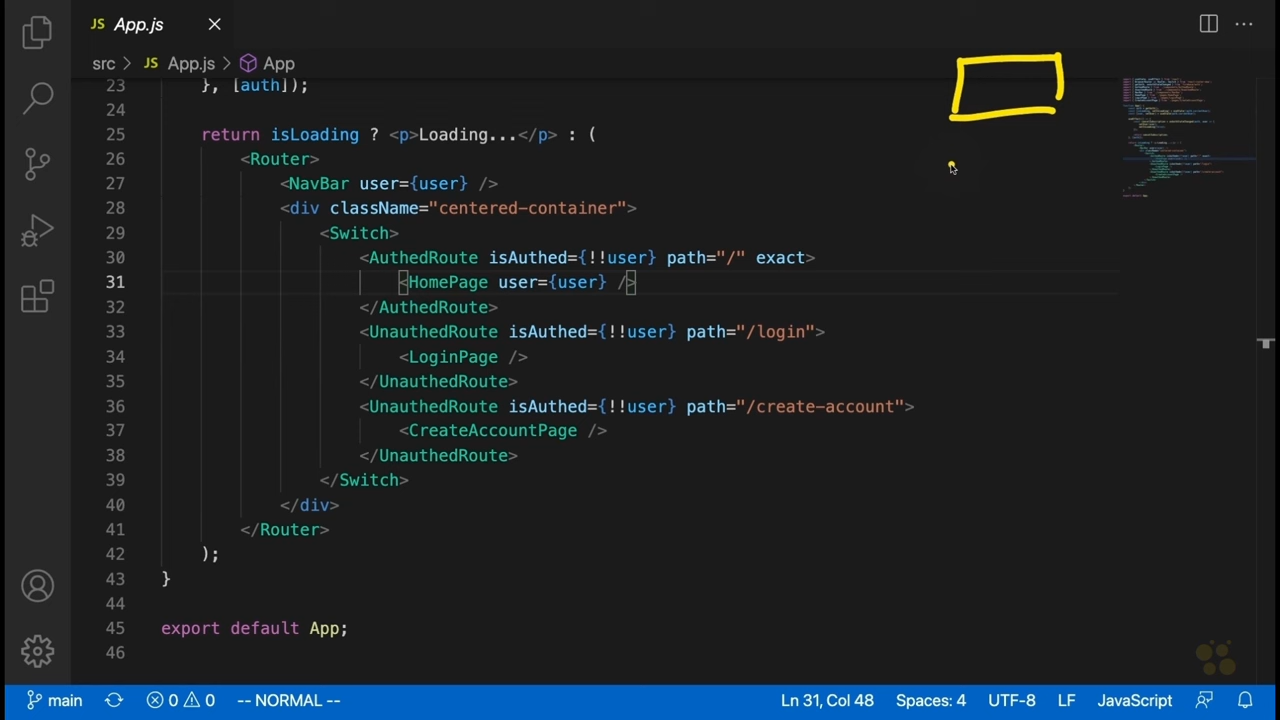 JS App.js
src > JS App.js > App
23 }, [auth]);
24
25 return isLoading ? <p>Loading...</p> : (
26 <Router>
27 <NavBar user={user} />
28 <div className="centered-container">
29 <Switch>
30 <AuthedRoute isAuthed={!!user} path="/" exact>
31 <HomePage user={user} />
32 </AuthedRoute>
33 <UnauthedRoute isAuthed={!!user} path="/login">
34 <LoginPage />
35 </UnauthedRoute>
36 <UnauthedRoute isAuthed={!!user} path="/create-account">
37 <CreateAccountPage />
38 </UnauthedRoute>
39 </Switch>
40 </div>
41 </Router>
42 );
43 }
44
45 export default App;
46
main 0 0 -- NORMAL -- Ln 31, Col 48 Spaces: 4 UTF-8 LF JavaScript